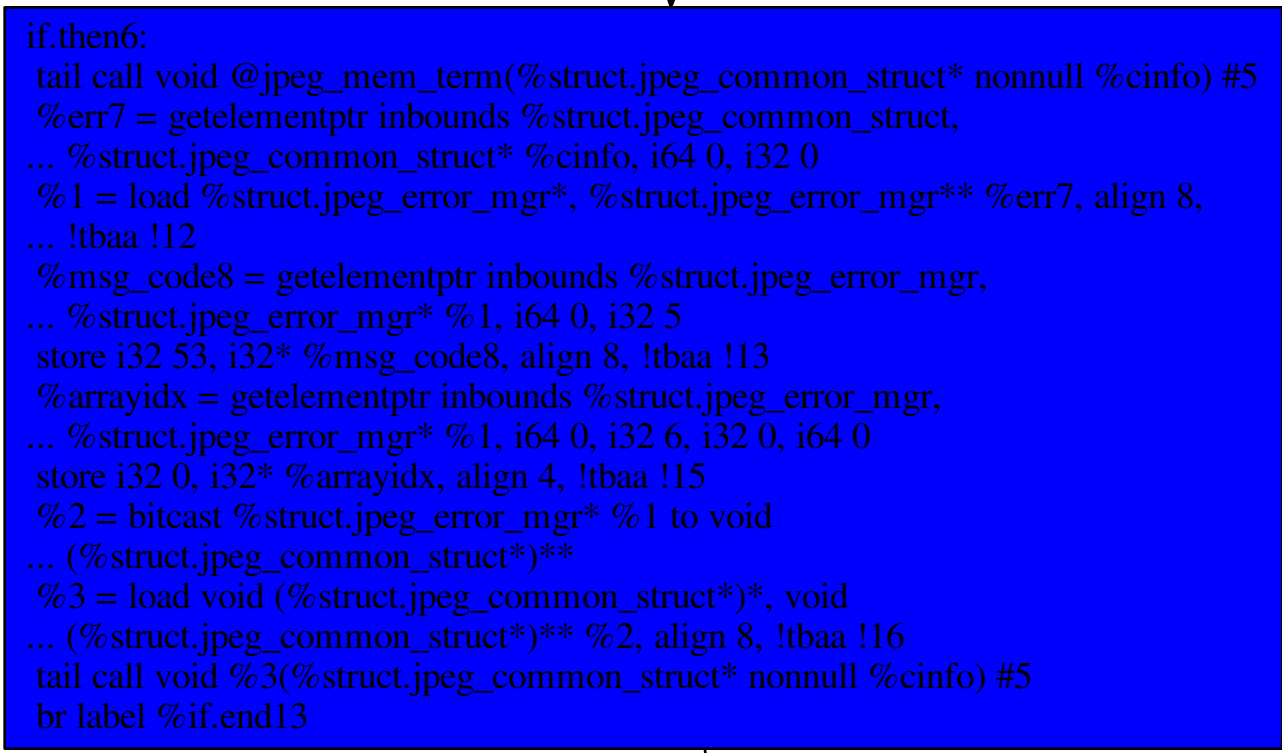 if.then6:
tail call void @jpeg_mem_term(%struct.jpeg_common_struct* nonnull %cinfo) #5
%err7 = getelementptr inbounds %struct.jpeg_common_struct,
... %struct.jpeg_common_struct* %cinfo, i64 0, i32 0
%1 = load %struct.jpeg_error_mgr*, %struct.jpeg_error_mgr** %err7, align 8,
... !tbaa !12
%msg_code8 = getelementptr inbounds %struct.jpeg_error_mgr,
... %struct.jpeg_error_mgr* %1, i64 0, i32 5
store i32 53, i32* %msg_code8, align 8, !tbaa !13
%arrayidx = getelementptr inbounds %struct.jpeg_error_mgr,
... %struct.jpeg_error_mgr* %1, i64 0, i32 6, i32 0, i64 0
store i32 0, i32* %arrayidx, align 4, !tbaa !15
%2 = bitcast %struct.jpeg_error_mgr* %1 to void
... (%struct.jpeg_common_struct*)**
%3 = load void (%struct.jpeg_common_struct*)*, void
... (%struct.jpeg_common_struct*)** %2, align 8, !tbaa !16
tail call void %3(%struct.jpeg_common_struct* nonnull %cinfo) #5
br label %if.end13